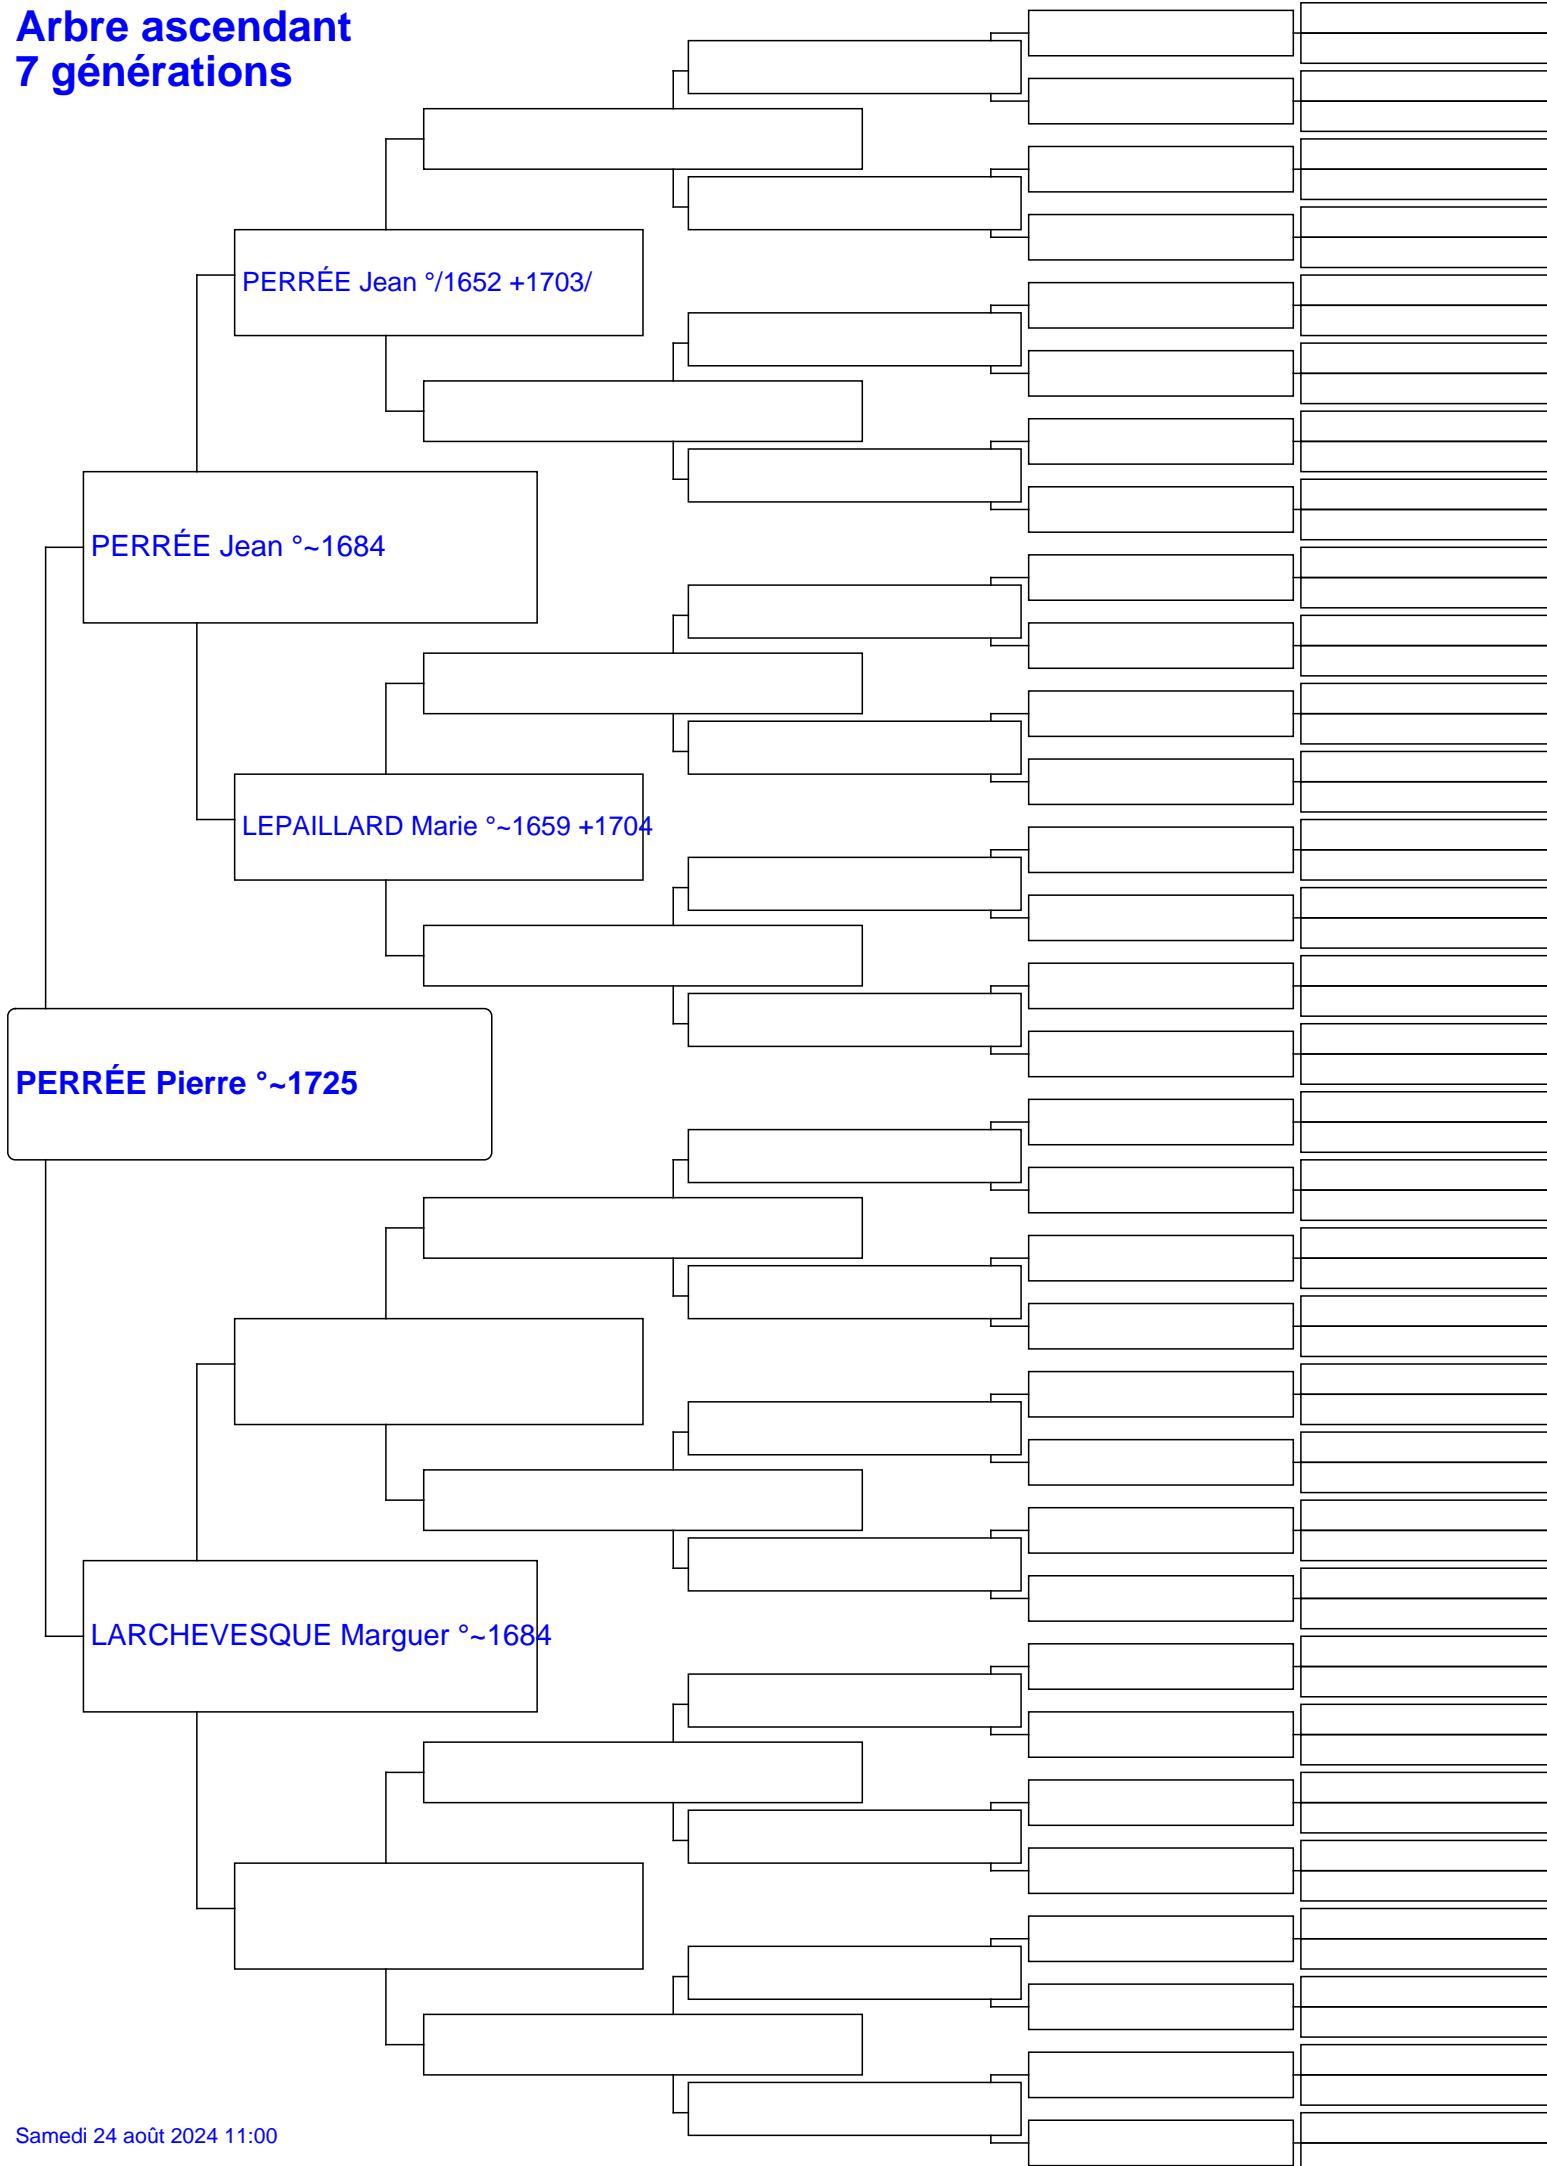 Arbre ascendant
7 générations
PERRÉE Jean °/1652 +1703/
PERRÉE Jean °~1684
LEPAILLARD Marie °~1659 +1704
PERRÉE Pierre °~1725
LARCHEVESQUE Marguer °~1684
Samedi 24 août 2024 11:00